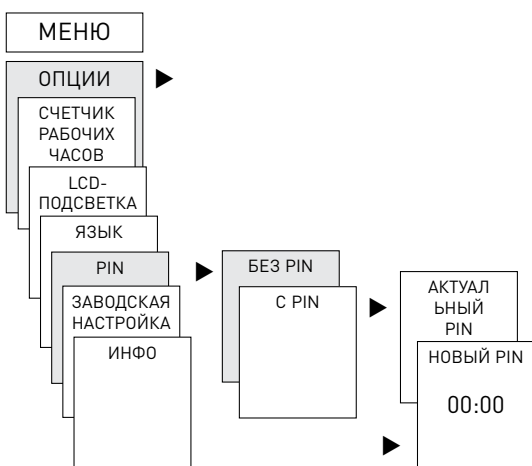 МЕНЮ
ОПЦИИ
СЧЕТЧИК
РАБОЧИХ
ЧАСОВ
LCD-
ПОДСВЕТКА
ЯЗЫК
PIN
ЗАВОДСКАЯ
НАСТРОЙКА
ИНФО
БЕЗ PIN
С PIN
АКТУАЛ
ЬНЫЙ
PIN
НОВЫЙ PIN
00:00